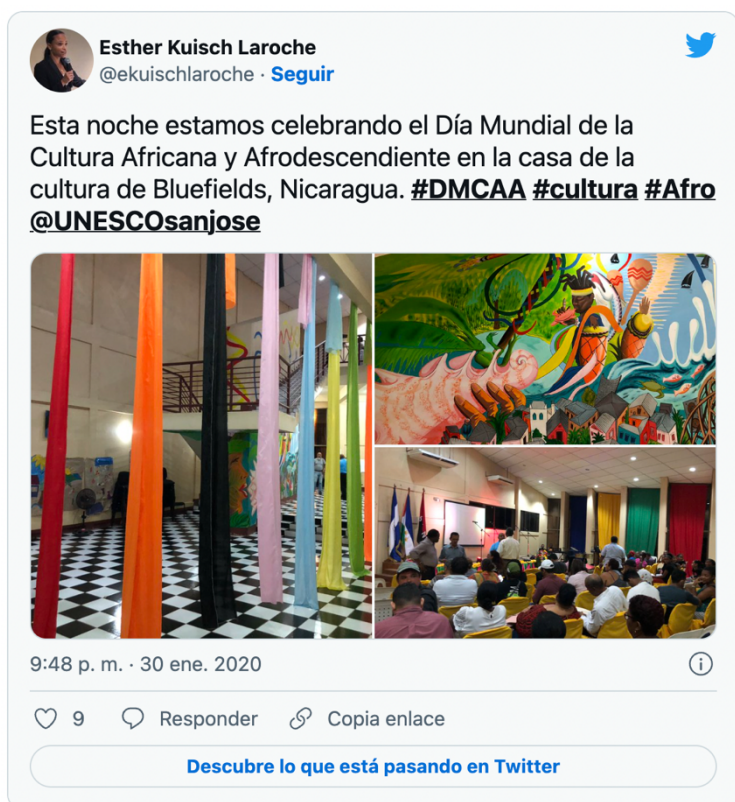 Esther Kuisch Laroche
@ekuischlaroche · Seguir
Esta noche estamos celebrando el Día Mundial de la
Cultura Africana y Afrodescendiente en la casa de la
cultura de Bluefields, Nicaragua. #DMCAA #cultura #Afro
@UNESCOsanjose
9:48 p. m. · 30 ene. 2020
9 Responder Copia enlace
Descubre lo que está pasando en Twitter